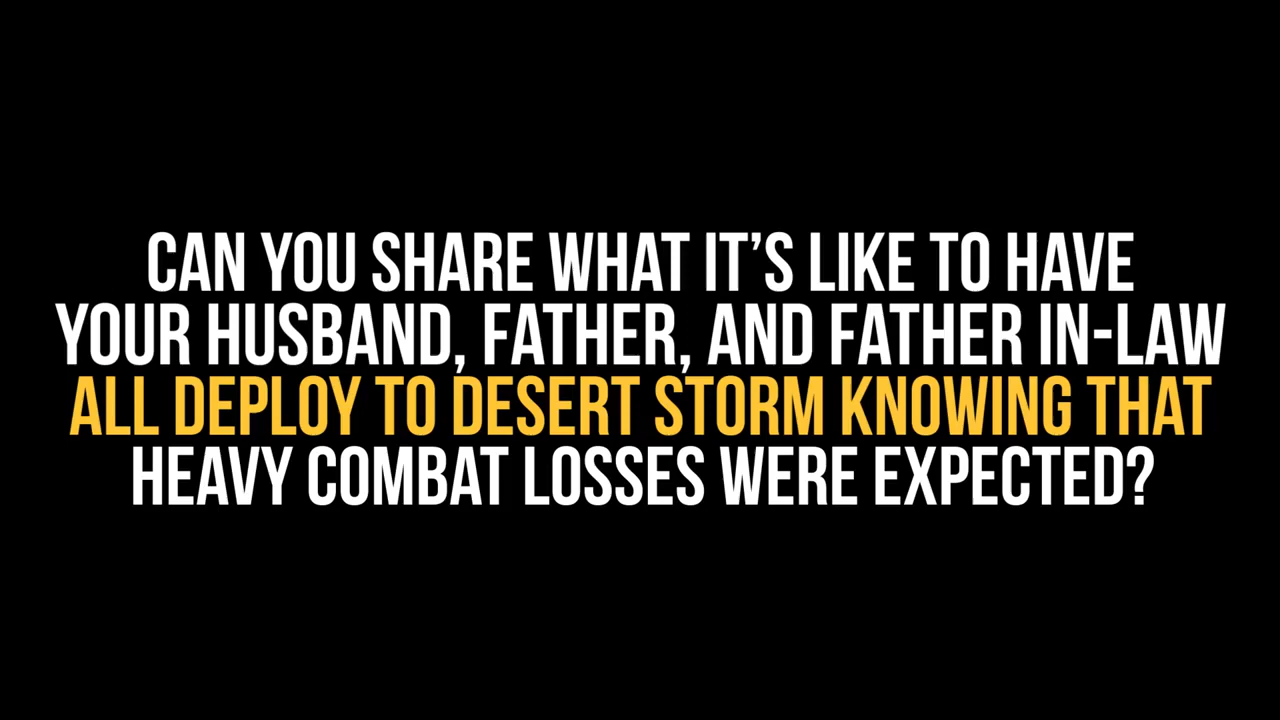 CAN YOU SHARE WHAT IT'S LIKE TO HAVE
YOUR HUSBAND, FATHER, AND FATHER IN-LAW
ALL DEPLOY TO DESERT STORM KNOWING THAT
HEAVY COMBAT LOSSES WERE EXPECTED?